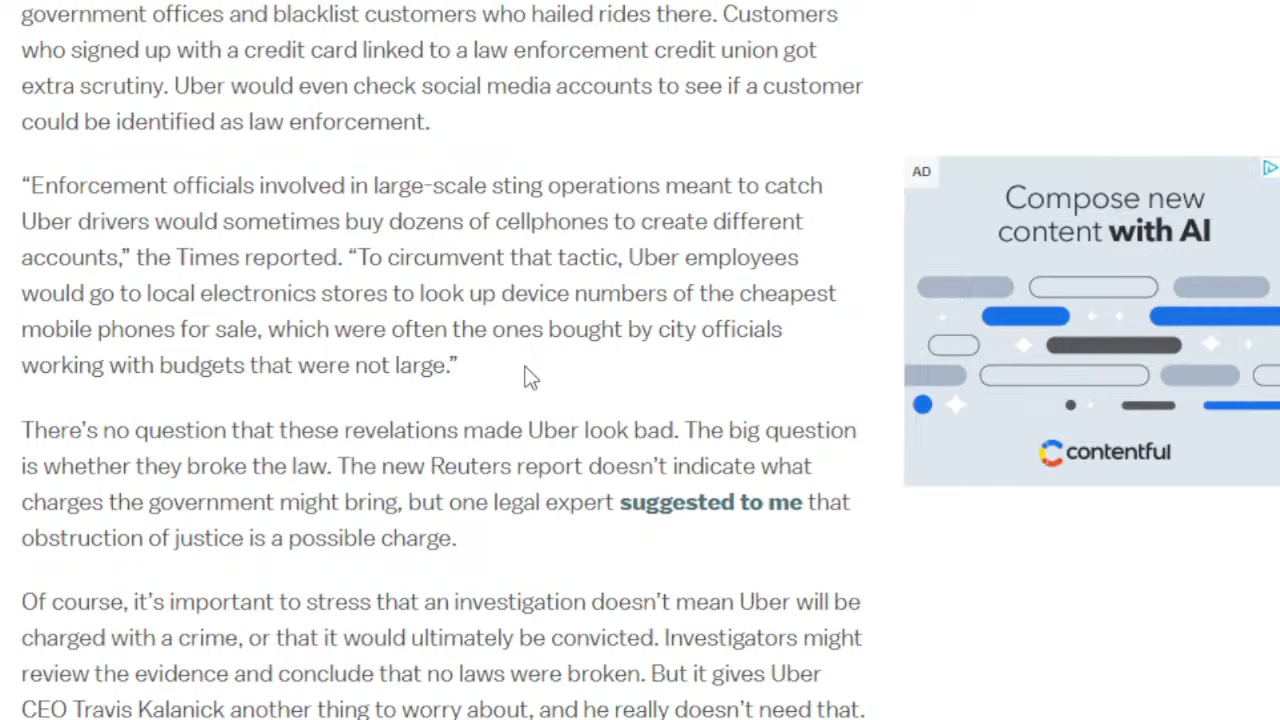 government offices and blacklist customers who hailed rides there. Customers
who signed up with a credit card linked to a law enforcement credit union got
extra scrutiny. Uber would even check social media accounts to see if a customer
could be identified as law enforcement.
“Enforcement officials involved in large-scale sting operations meant to catch
Uber drivers would sometimes buy dozens of cellphones to create different
accounts,” the Times reported. “To circumvent that tactic, Uber employees
would go to local electronics stores to look up device numbers of the cheapest
mobile phones for sale, which were often the ones bought by city officials
working with budgets that were not large.”
There’s no question that these revelations made Uber look bad. The big question
is whether they broke the law. The new Reuters report doesn’t indicate what
charges the government might bring, but one legal expert suggested to me that
obstruction of justice is a possible charge.
Of course, it’s important to stress that an investigation doesn’t mean Uber will be
charged with a crime, or that it would ultimately be convicted. Investigators might
review the evidence and conclude that no laws were broken. But it gives Uber
CEO Travis Kalanick another thing to worry about, and he really doesn’t need that.
AD
Compose new
content with AI
contentful